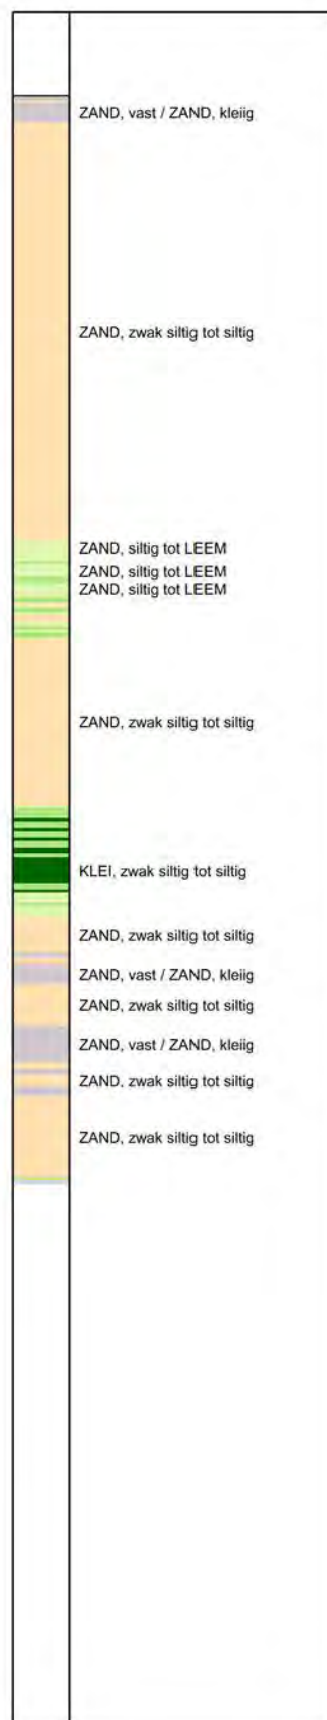 ZAND, vast / ZAND, kleiig
ZAND, zwak siltig tot siltig
ZAND, siltig tot LEEM
ZAND, siltig tot LEEM
ZAND, siltig tot LEEM
ZAND, zwak siltig tot siltig
KLEI, zwak siltig tot siltig
ZAND, zwak siltig tot siltig
ZAND, vast / ZAND, kleiig
ZAND, zwak siltig tot siltig
ZAND, vast / ZAND, kleiig
ZAND, zwak siltig tot siltig
ZAND, zwak siltig tot siltig